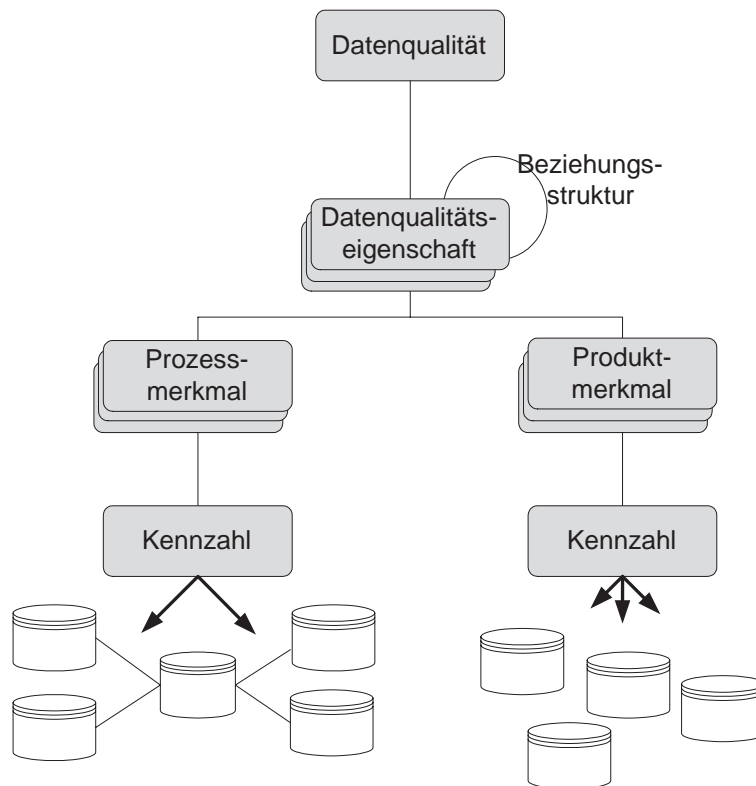 Datenqualität
Beziehungs-
struktur
Datenqualitäts-
eigenschaft
Prozess-
merkmal
Produkt-
merkmal
Kennzahl
Kennzahl